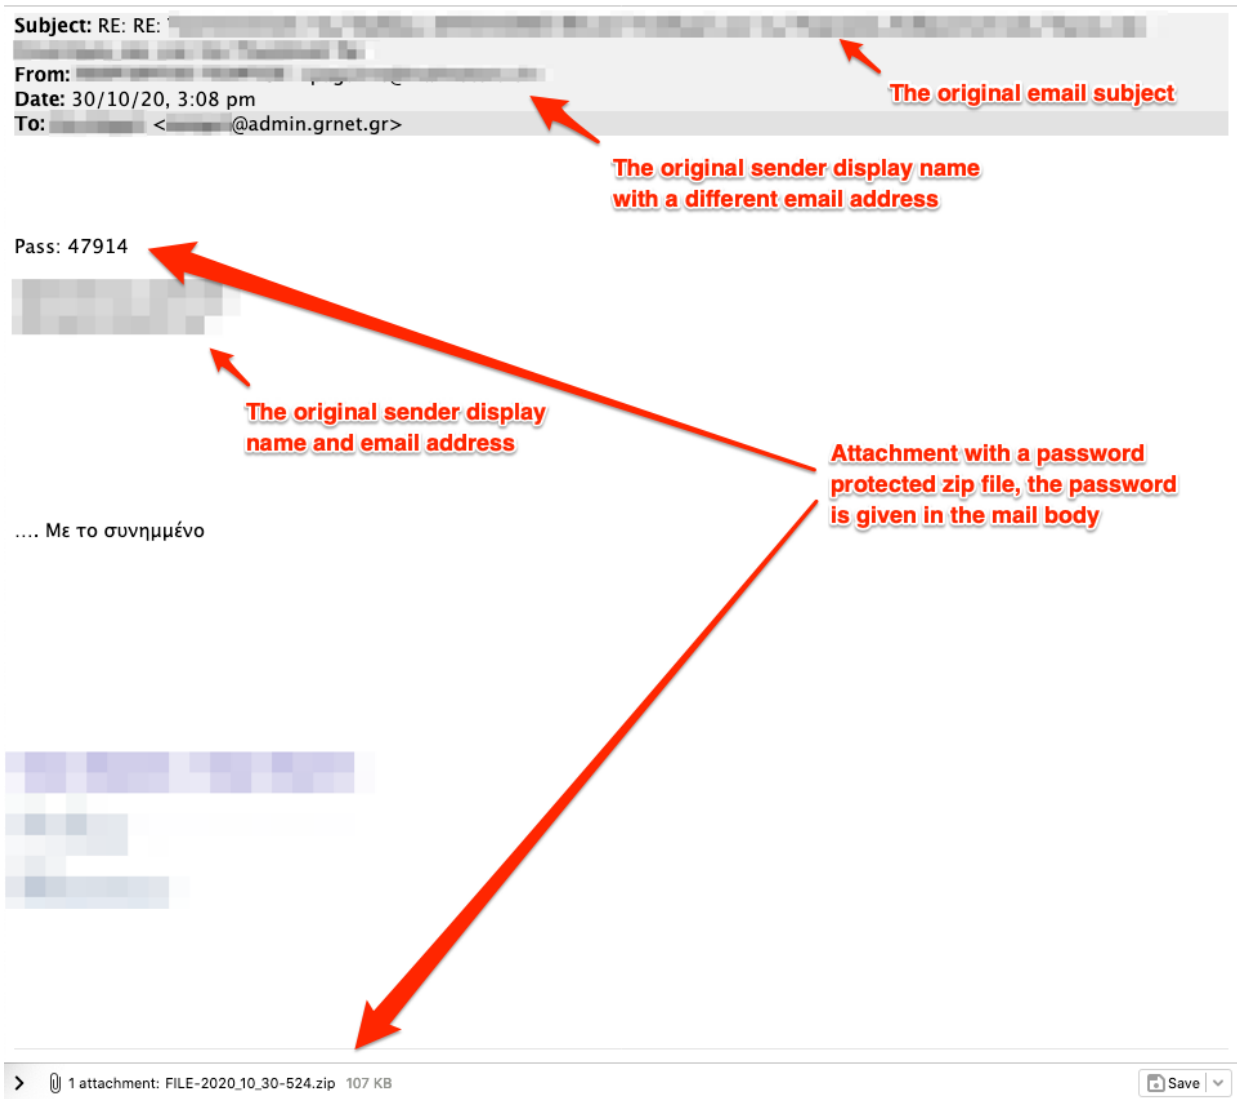 Subject: RE: RE:
The original email subject
From:
Date: 30/10/20, 3:08 pm
To: < @admin.grnet.gr>
The original sender display name
with a different email address
Pass: 47914
The original sender display
name and email address
Attachment with a password
protected zip file, the password
is given in the mail body
.... Με το συνημμένο
1 attachment: FILE-2020_10_30-524.zip 107 KB
Save